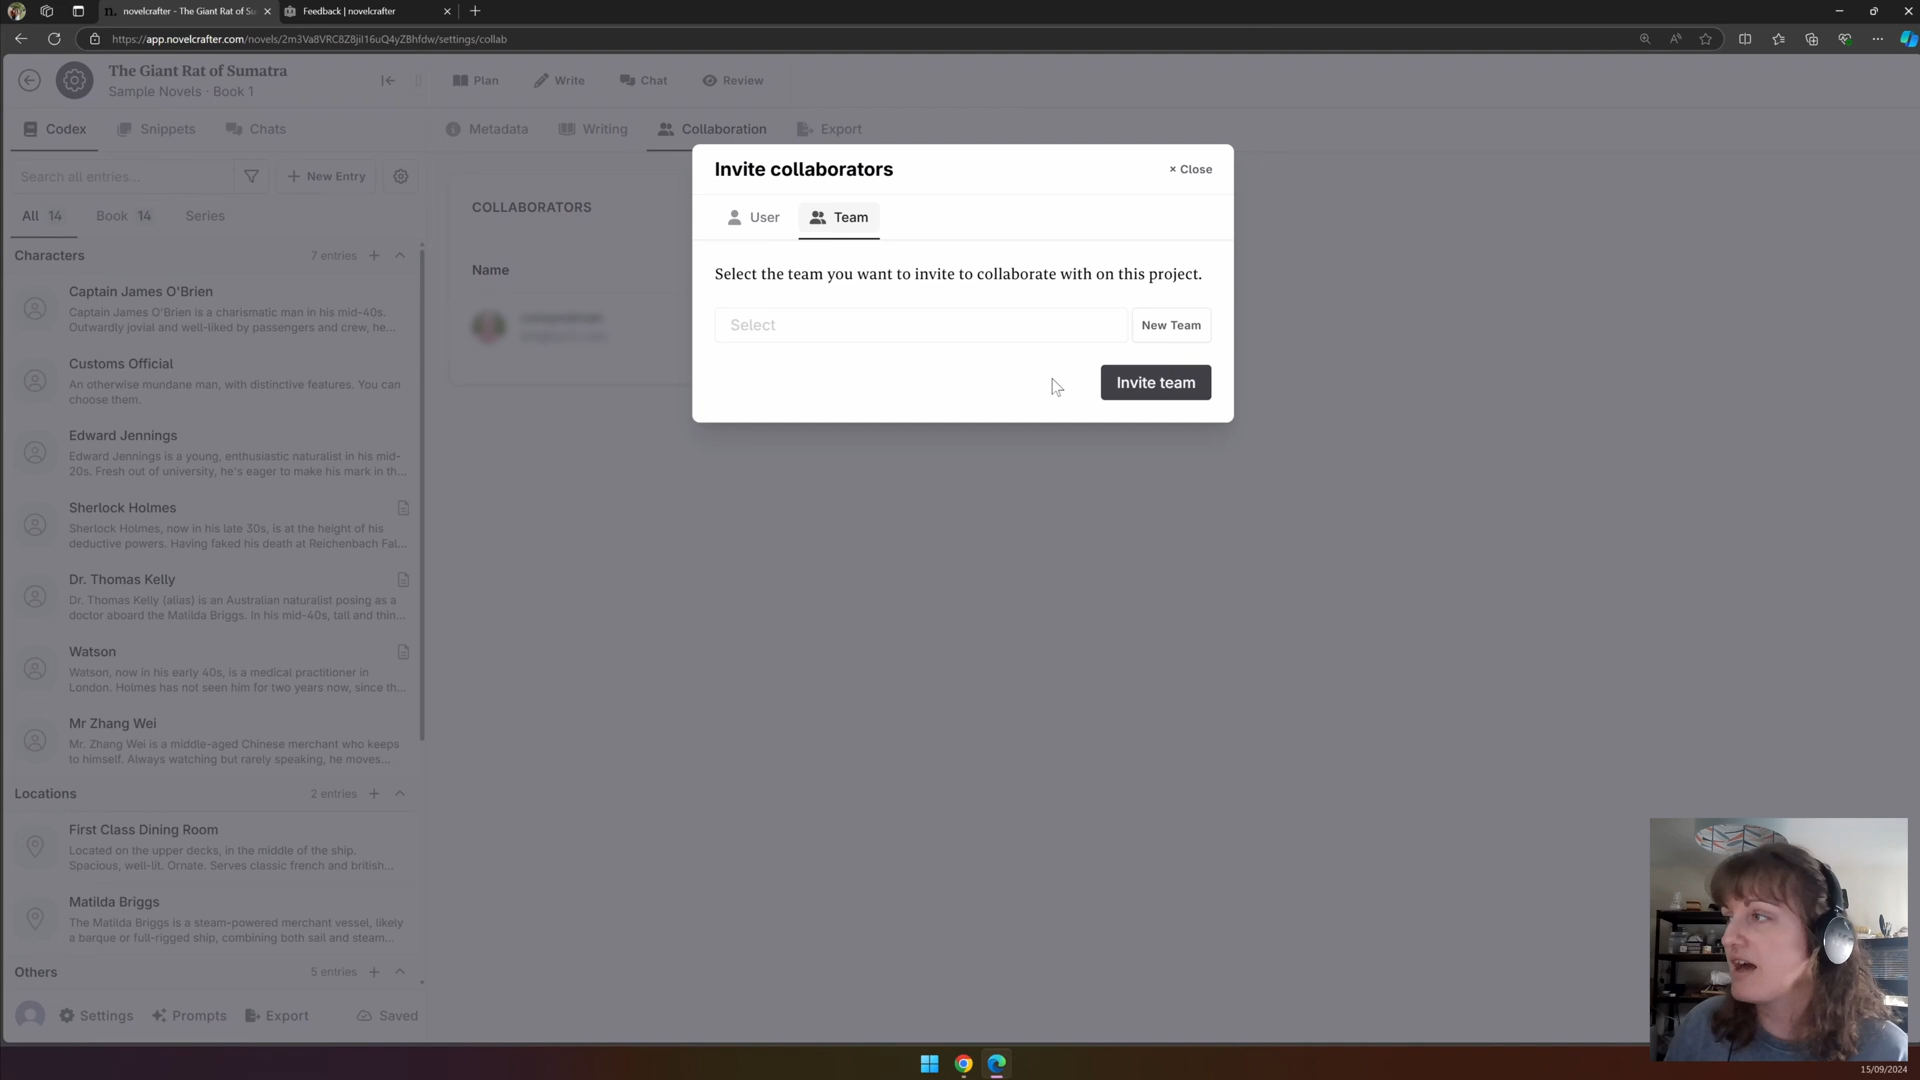 novelcrafter - The Giant Rat of Su
Feedback | novelcrafter
https://app.novelcrafter.com/novels/2m3Va8VRC8Z8jiI16uQ4yZBhfdw/settings/collab
The Giant Rat of Sumatra
Sample Novels · Book 1
Plan
Write
Chat
Review
Codex
Snippets
Chats
Metadata
Writing
Collaboration
Export
Search all entries...
New Entry
All 14
Book 14
Series
Characters
7 entries
Captain James O'Brien
Captain James O'Brien is a charismatic man in his mid-40s.
Outwardly jovial and well-liked by passengers and crew, he...
Customs Official
An otherwise mundane man, with distinctive features. You can
choose them.
Edward Jennings
Edward Jennings is a young, enthusiastic naturalist in his mid-
20s. Fresh out of university, he's eager to make his mark in th...
Sherlock Holmes
Sherlock Holmes, now in his late 30s, is at the height of his
deductive powers. Having faked his death at Reichenbach Fal...
Dr. Thomas Kelly
Dr. Thomas Kelly (alias) is an Australian naturalist posing as a
doctor aboard the Matilda Briggs. In his mid-40s, tall and thin...
Watson
Watson, now in his early 40s, is a medical practitioner in
London. Holmes has not seen him for two years now, since th...
Mr Zhang Wei
Mr. Zhang Wei is a middle-aged Chinese merchant who keeps
to himself. Always watching but rarely speaking, he moves...
Locations
2 entries
First Class Dining Room
Located on the upper decks, in the middle of the ship.
Spacious, well-lit. Ornate. Serves classic french and british...
Matilda Briggs
The Matilda Briggs is a steam-powered merchant vessel, likely
a barque or full-rigged ship, combining both sail and steam...
Others
5 entries
Settings
Prompts
Export
Saved
COLLABORATORS
Name
Invite collaborators
× Close
User
Team
Select the team you want to invite to collaborate with on this project.
Select
New Team
Invite team
15/09/2024